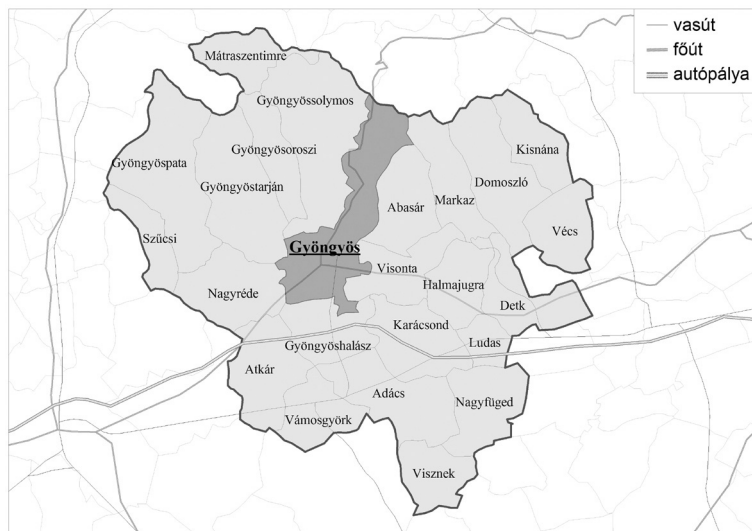 vasút
főút
autópálya
Mátraszentimre
Gyöngyössolymos
Gyöngyösoroszi
Gyöngyöspata
Gyöngyöstarján
Kisnána
Domoszló
Markaz
Abasár
Vécs
Szűcsi
Gyöngyös
Visonta
Halmajugra
Nagyréde
Detk
Karácsond
Gyöngyöshalász
Ludas
Atkár
Adács
Nagyfüged
Vámosgyörk
Visznek